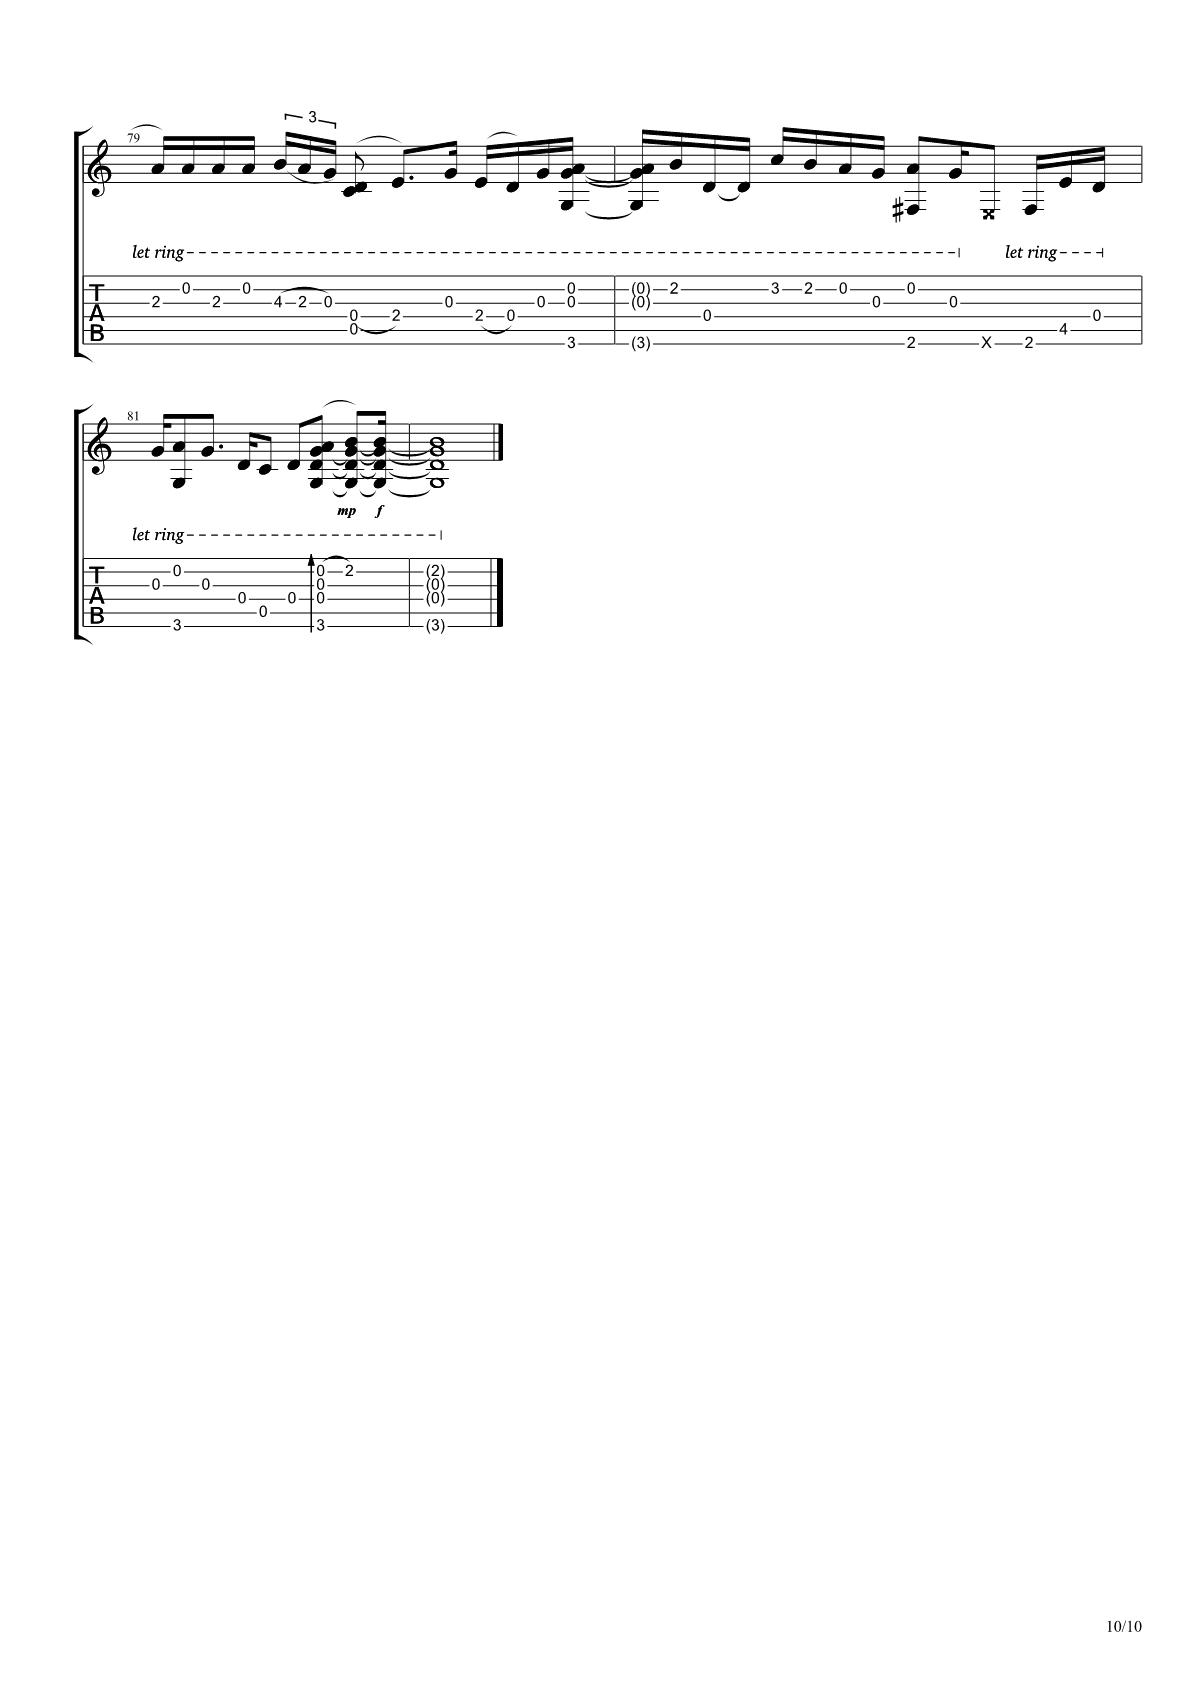 3
79
let ring let ring
0 0 0 (0) 2 3 2 0 0
T 2 2 4 2 0 0 0 0 (0) 0 0
A 0 2 2 0 0 0
B 0 4
3 (3) 2 X 2
81
mp f
let ring
0 0 2 (2)
T 0 0 0 (0)
A 0 0 0 (0)
B 0
3 3 (3)
10/10